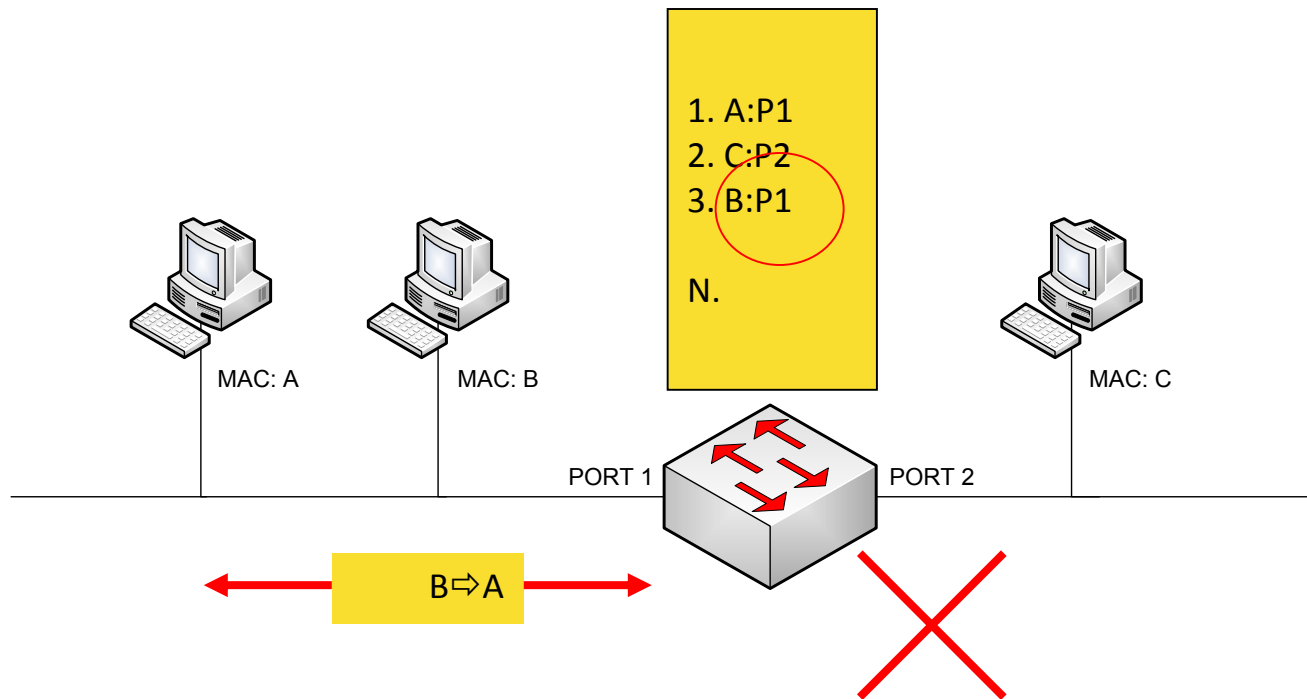 1. A:P1
2. C:P2
3. B:P1
N.
MAC: A
MAC: B
MAC: C
PORT 1
PORT 2
B⇨A